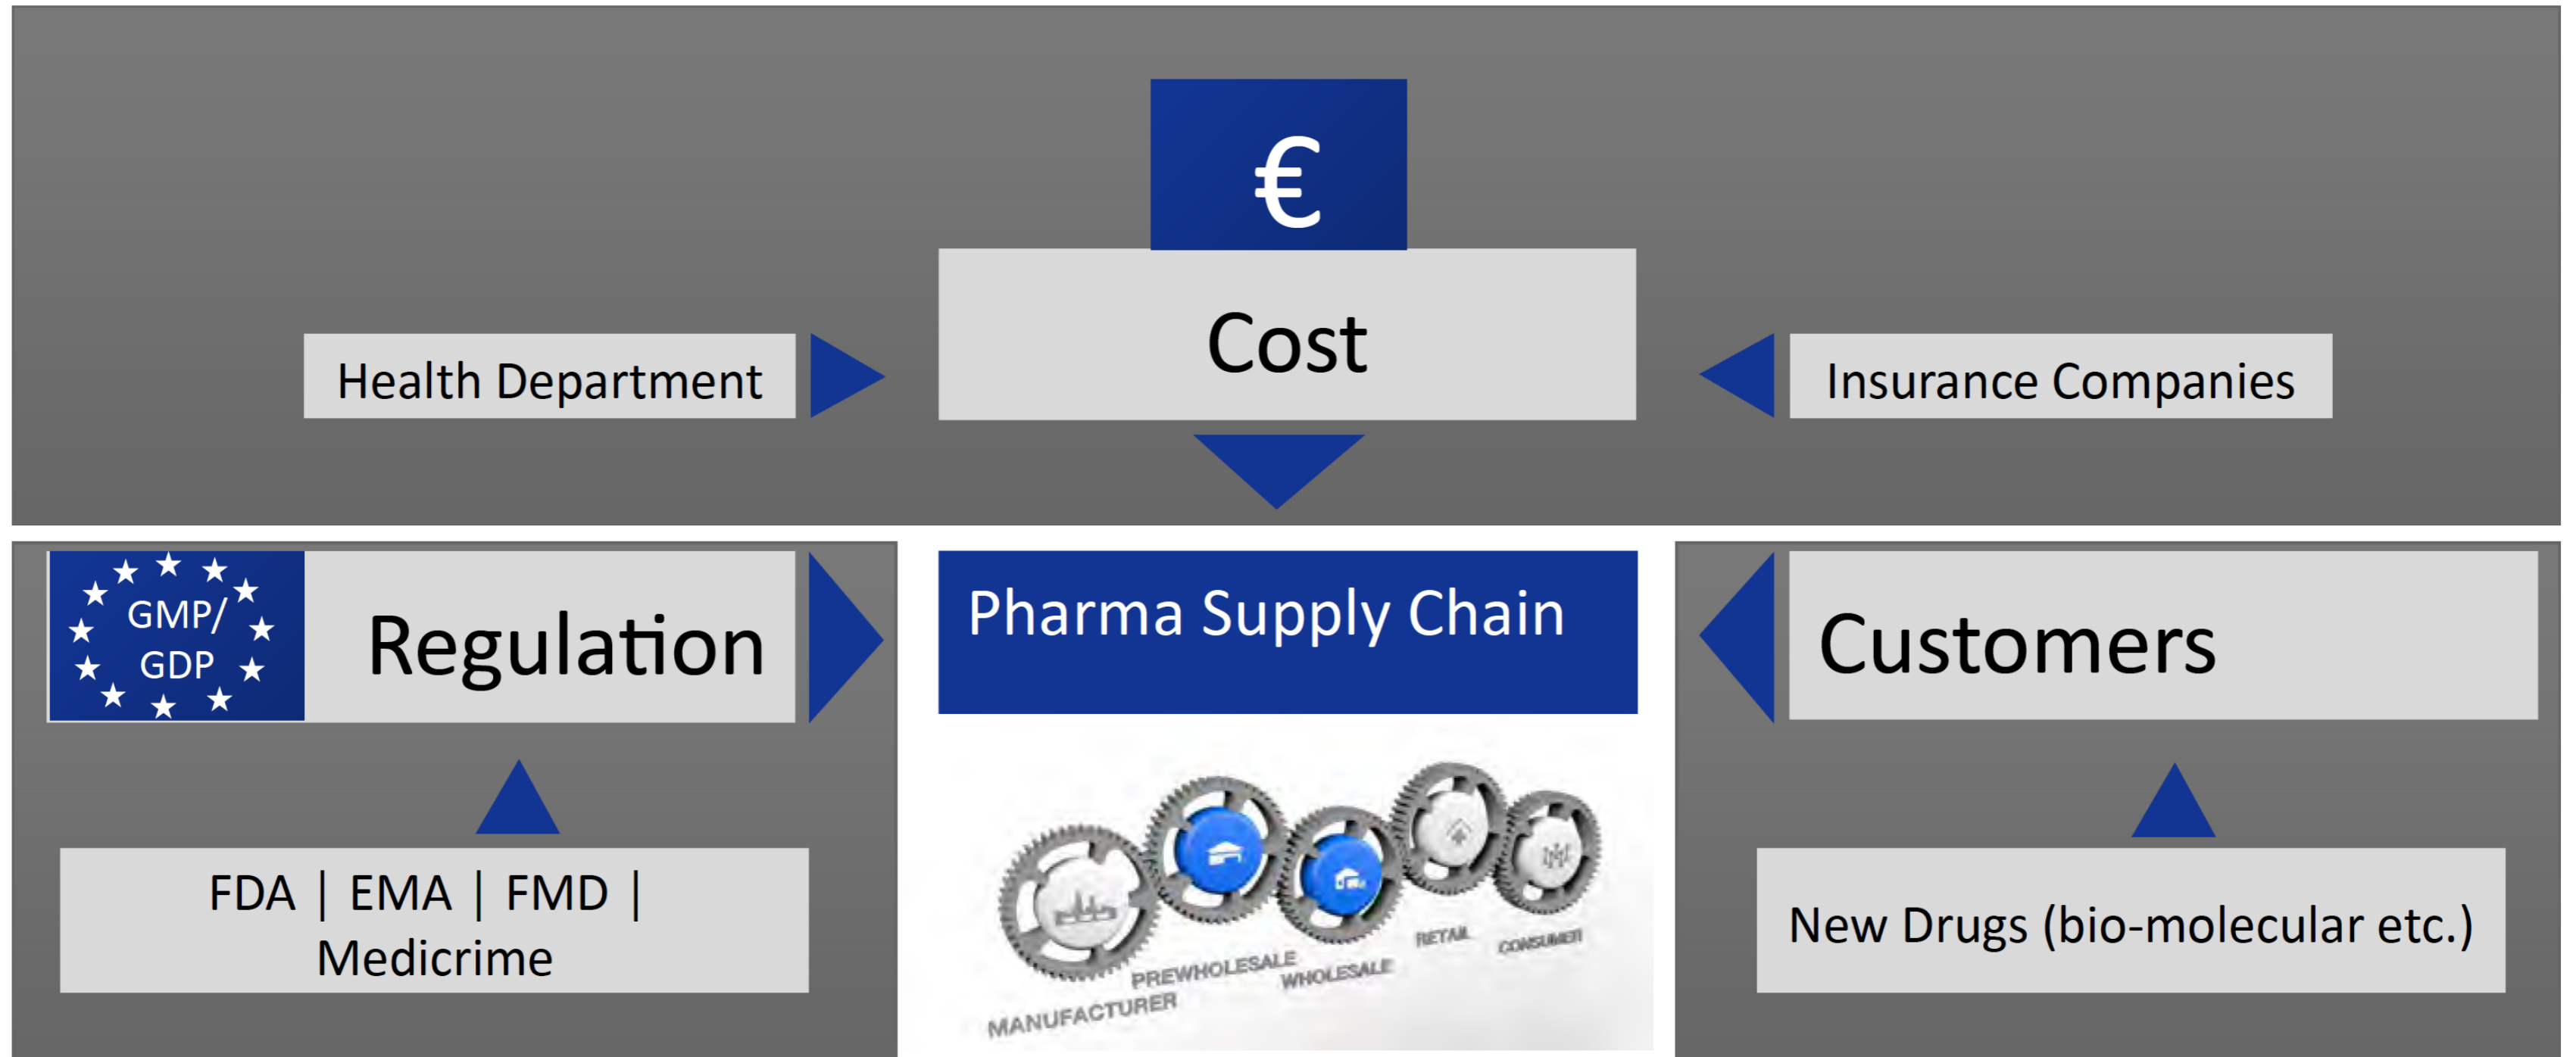 €
Cost
Health Department
Insurance Companies
GMP/
GDP
Regulation
Pharma Supply Chain
Customers
FDA | EMA | FMD |
Medicrime
New Drugs (bio-molecular etc.)
MANUFACTURER
PREWHOLESALE
WHOLESALE
RETAIL
CONSUMER